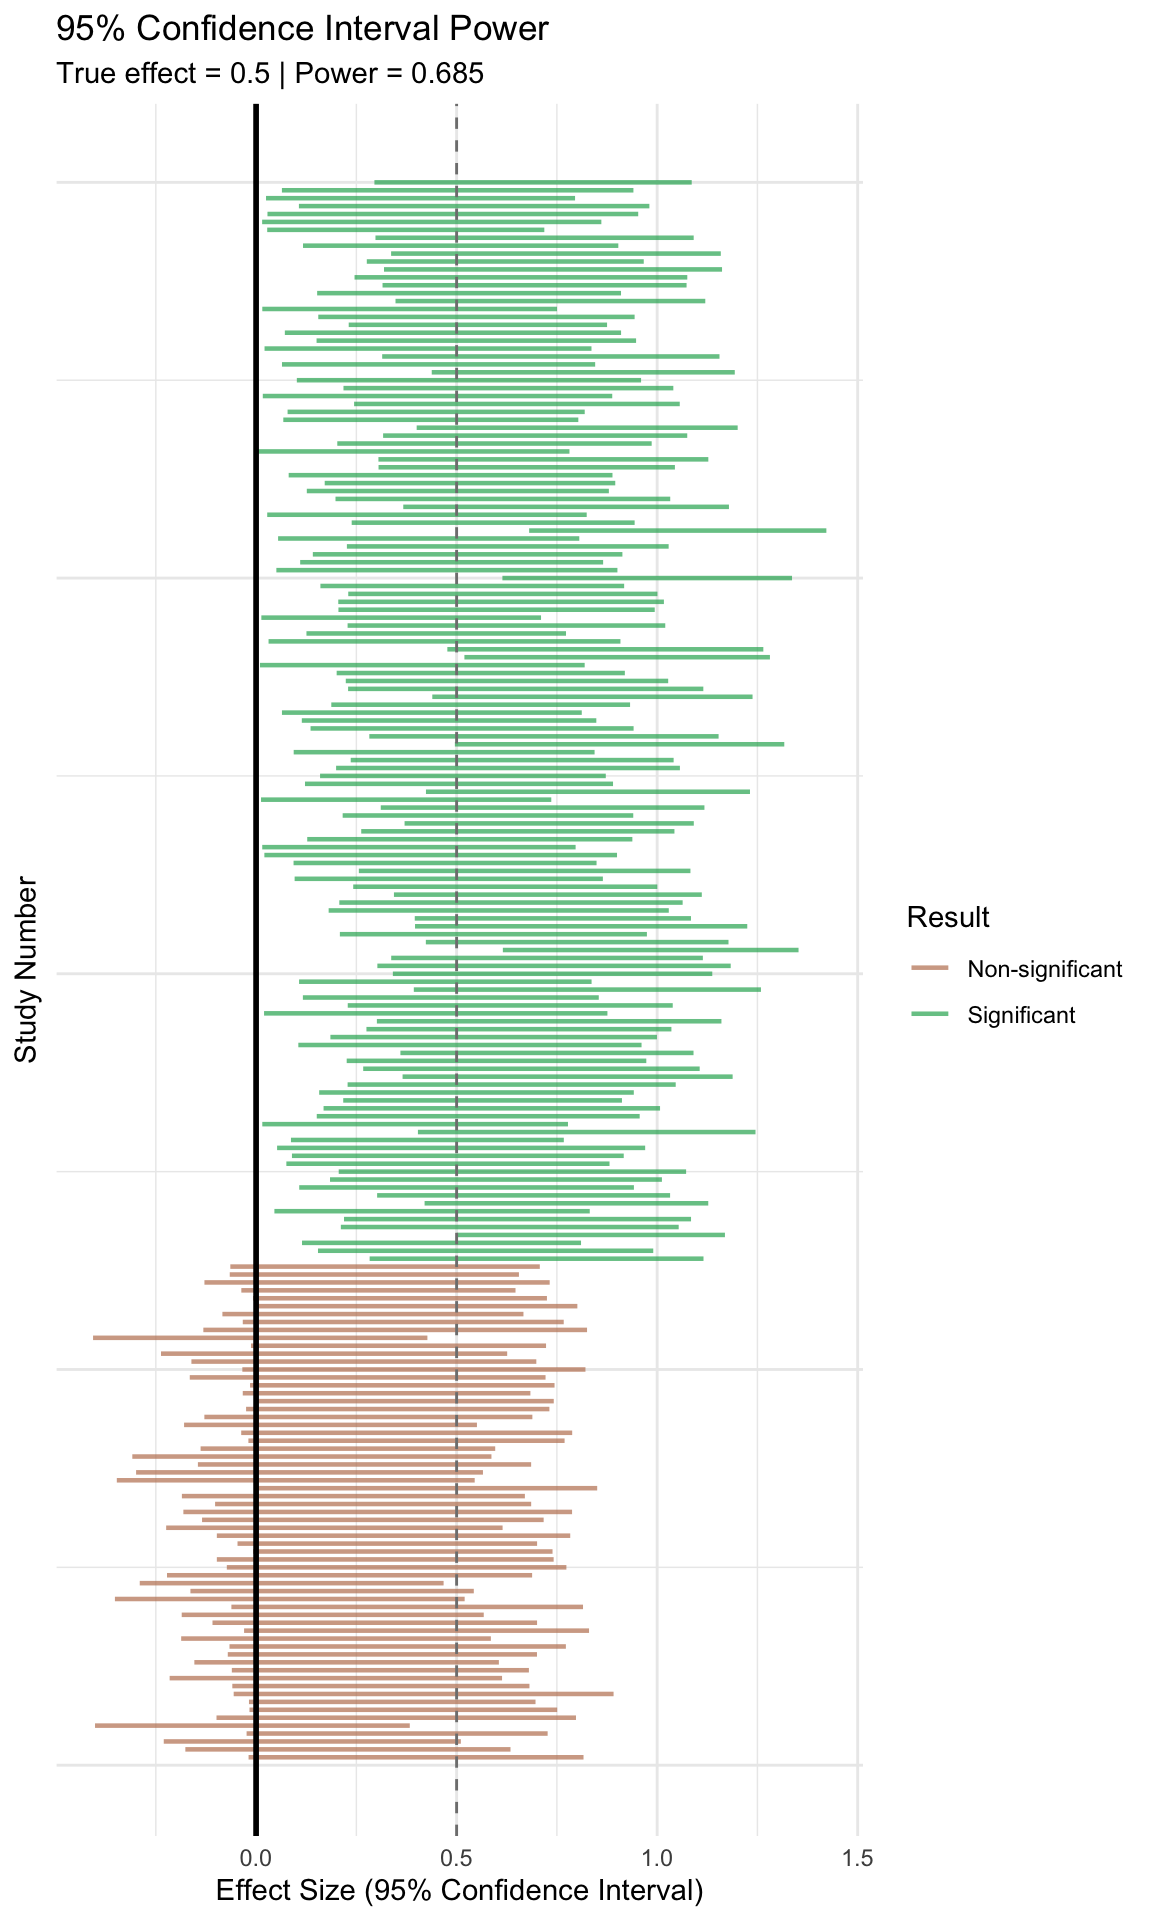 95% Confidence Interval Power
True effect = 0.5 | Power = 0.685
Study Number
Result
Non-significant
Significant
0.0 0.5 1.0 1.5
Effect Size (95% Confidence Interval)